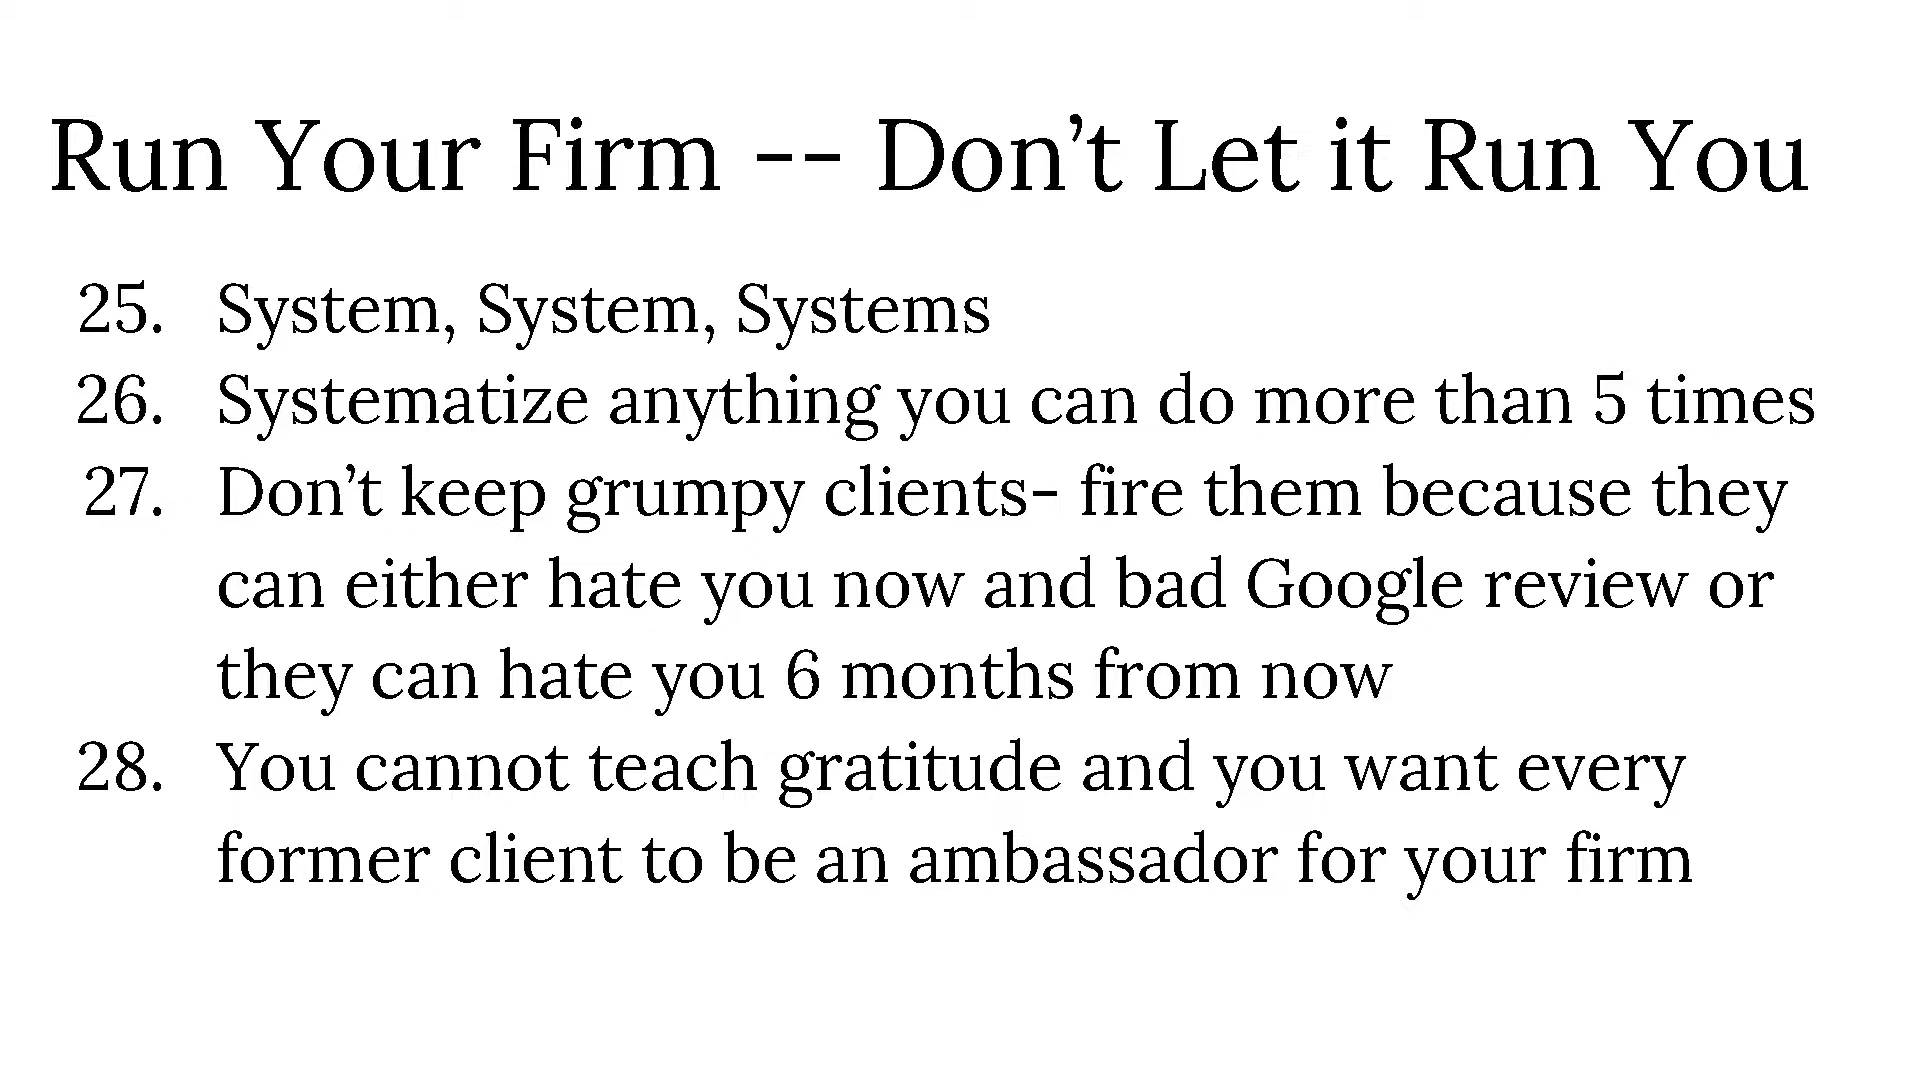 Run Your Firm -- Don’t Let it Run You
25. System, System, Systems
26. Systematize anything you can do more than 5 times
27. Don’t keep grumpy clients- fire them because they
can either hate you now and bad Google review or
they can hate you 6 months from now
28. You cannot teach gratitude and you want every
former client to be an ambassador for your firm